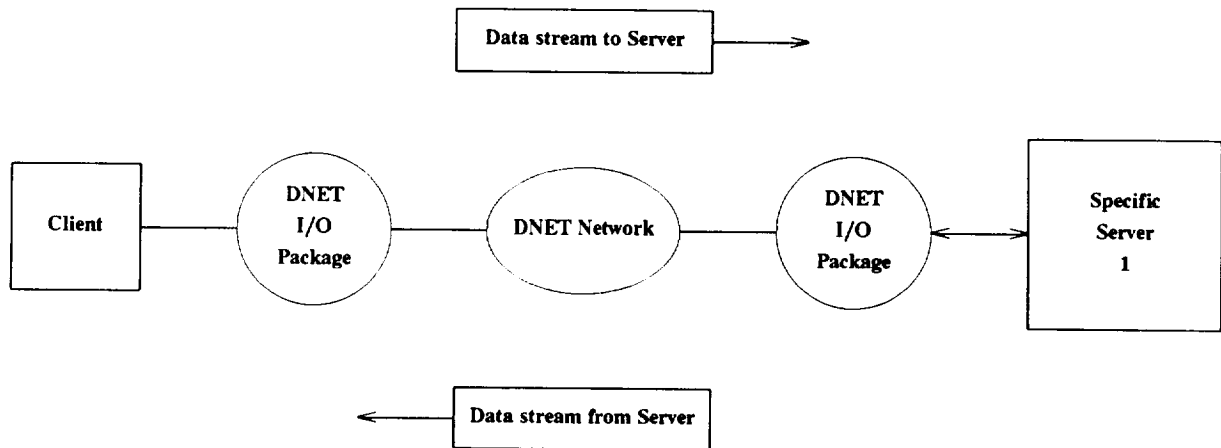 Data stream to Server
Client
DNET
I/O
Package
DNET Network
DNET
I/O
Package
Specific
Server
1
Data stream from Server